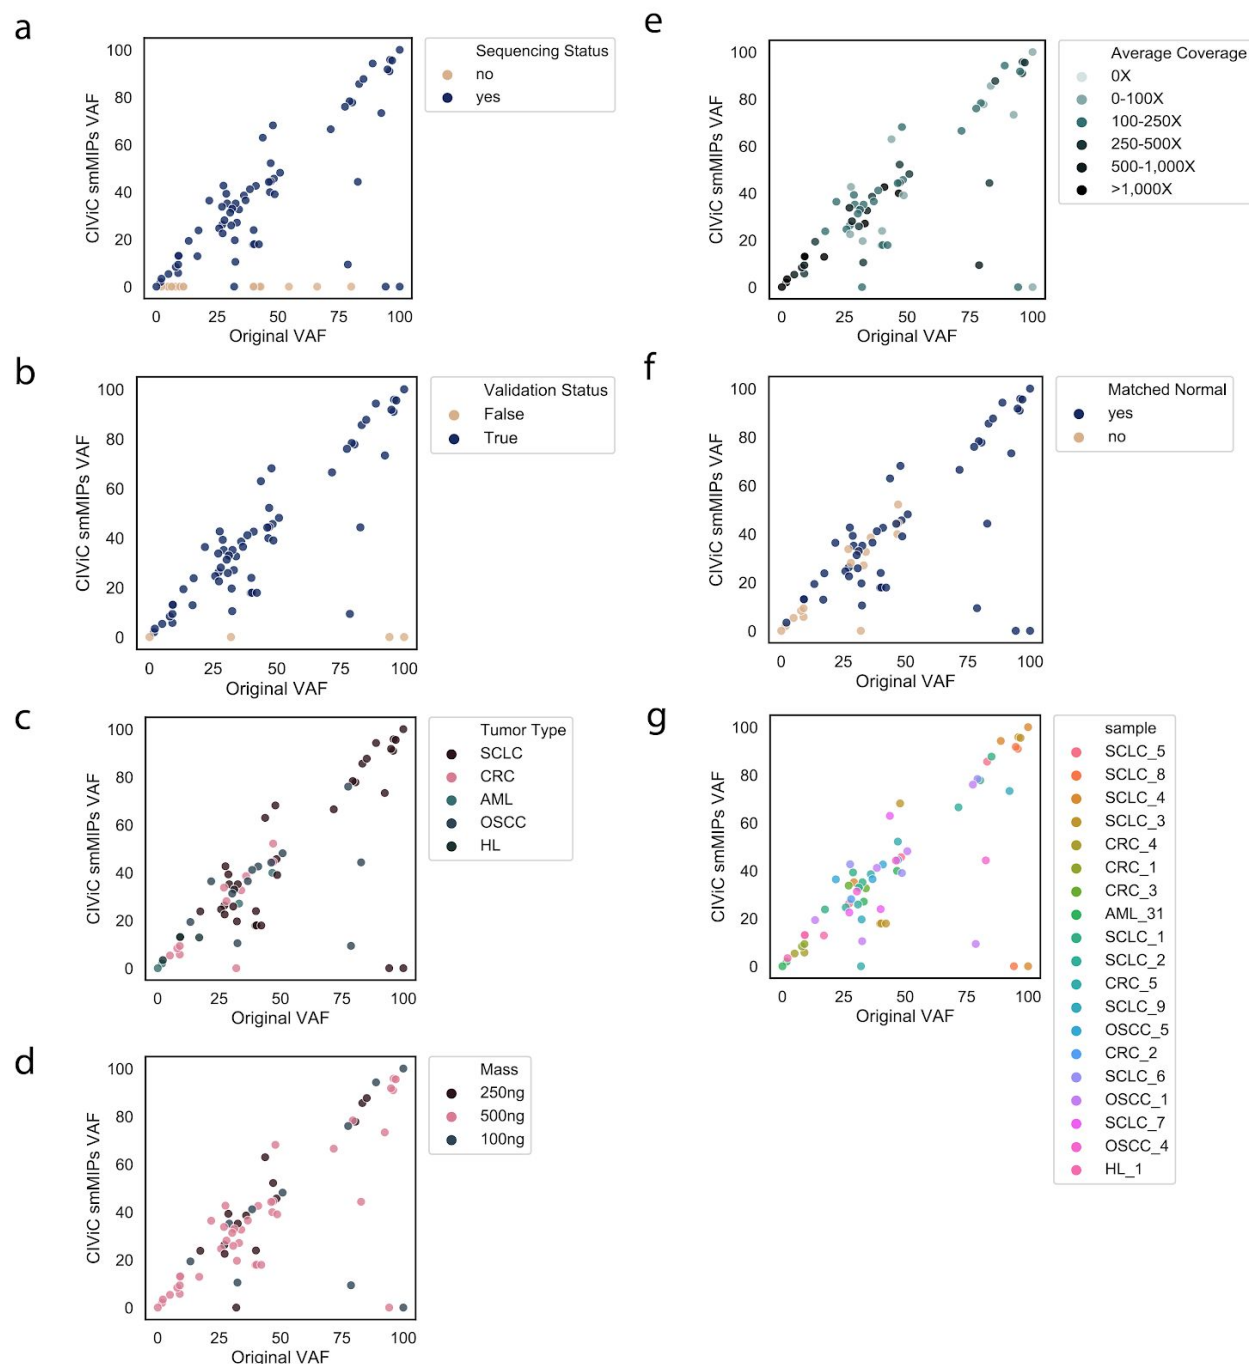 a
CIViC smMIPs VAF
100
80
60
40
20
0
0 25 50 75 100
Original VAF
Sequencing Status
no
yes
b
CIViC smMIPs VAF
100
80
60
40
20
0
0 25 50 75 100
Original VAF
Validation Status
False
True
c
CIViC smMIPs VAF
100
80
60
40
20
0
0 25 50 75 100
Original VAF
Tumor Type
SCLC
CRC
AML
OSCC
HL
d
CIViC smMIPs VAF
100
80
60
40
20
0
0 25 50 75 100
Original VAF
Mass
250ng
500ng
100ng
e
CIViC smMIPs VAF
100
80
60
40
20
0
0 25 50 75 100
Original VAF
Average Coverage
0X
0-100X
100-250X
250-500X
500-1,000X
>1,000X
f
CIViC smMIPs VAF
100
80
60
40
20
0
0 25 50 75 100
Original VAF
Matched Normal
yes
no
g
CIViC smMIPs VAF
100
80
60
40
20
0
0 25 50 75 100
Original VAF
sample
SCLC_5
SCLC_8
SCLC_4
SCLC_3
CRC_4
CRC_1
CRC_3
AML_31
SCLC_1
SCLC_2
CRC_5
SCLC_9
OSCC_5
CRC_2
SCLC_6
OSCC_1
SCLC_7
OSCC_4
HL_1